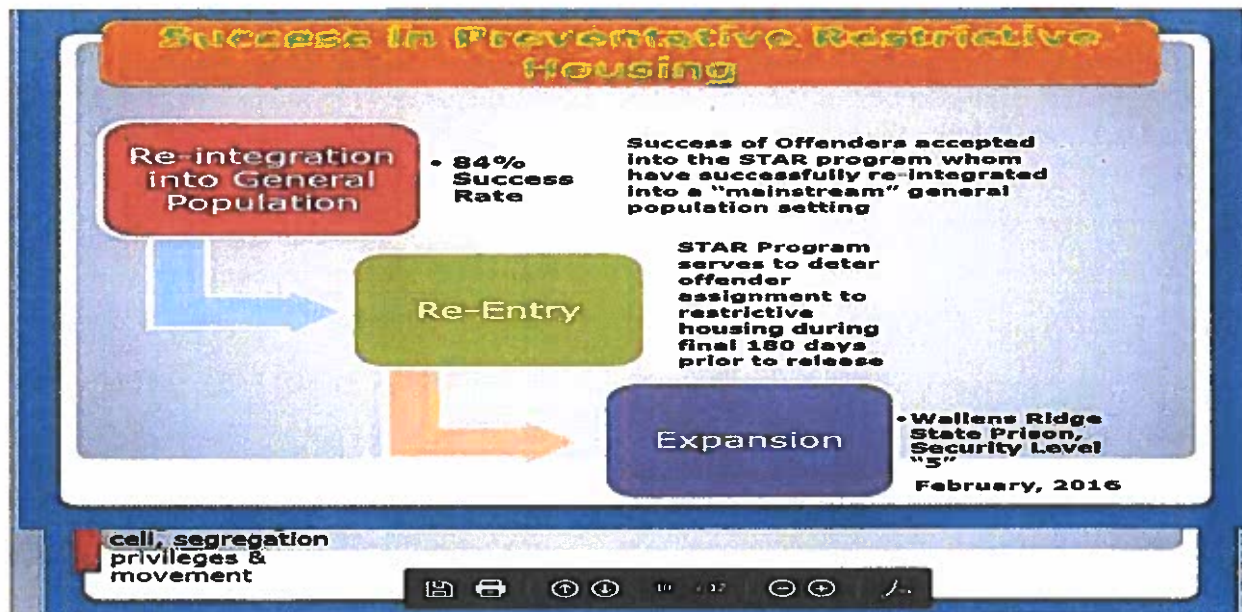 Success in Preventative Restrictive
Housing
Re-integration
into General
Population
• 84%
Success
Rate
Success of Offenders accepted
into the STAR program whom
have successfully re-integrated
into a "mainstream" general
population setting
Re-Entry
STAR Program
serves to deter
offender
assignment to
restrictive
housing during
final 180 days
prior to release
Expansion
• Wallens Ridge
State Prison,
Security Level
"5"
February, 2016
cell, segregation
privileges &
movement
10 / 12